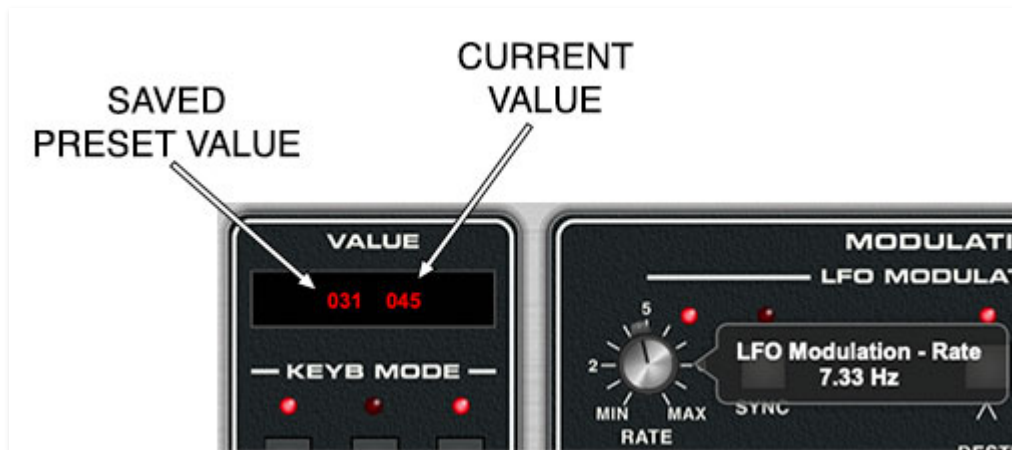 CURRENT
VALUE
SAVED
PRESET VALUE
VALUE
031 045
KEYB MODE
MODULATI
LFO MODULA
5
2
MIN MAX
RATE
SYNC
LFO Modulation - Rate
7.33 Hz